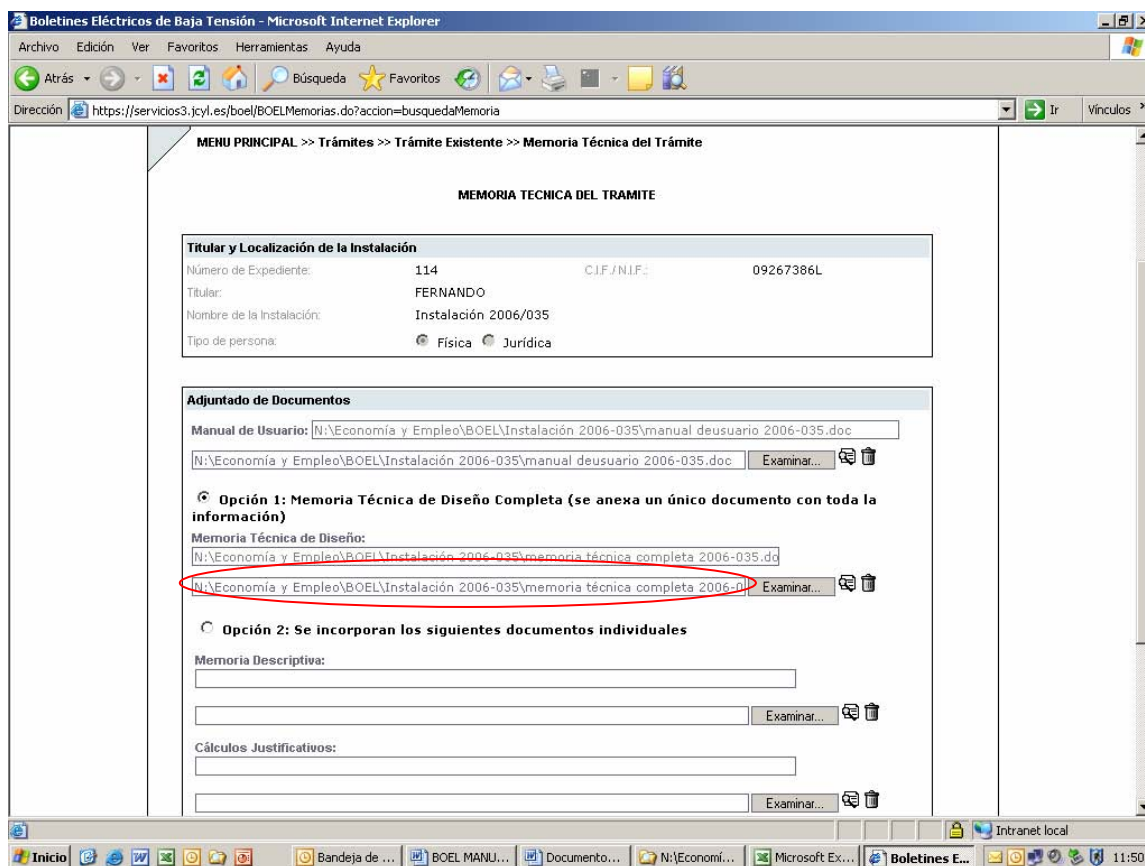 Boletines Eléctricos de Baja Tensión - Microsoft Internet Explorer
Archivo Edición Ver Favoritos Herramientas Ayuda
Atrás Búsqueda Favoritos
Dirección https://servicios3.jcyl.es/boel/BOELMemorias.do?accion=busquedaMemoria Ir Vínculos
MENU PRINCIPAL >> Trámites >> Trámite Existente >> Memoria Técnica del Trámite
MEMORIA TECNICA DEL TRAMITE
Titular y Localización de la Instalación
Número de Expediente: 114 C.I.F./N.I.F.: 09267386L
Titular: FERNANDO
Nombre de la Instalación: Instalación 2006/035
Tipo de persona: Física Jurídica
Adjuntado de Documentos
Manual de Usuario: N:\Economía y Empleo\BOEL\Instalación 2006-035\manual deusuario 2006-035.doc
N:\Economía y Empleo\BOEL\Instalación 2006-035\manual deusuario 2006-035.doc Examinar...
Opción 1: Memoria Técnica de Diseño Completa (se anexa un único documento con toda la
información)
Memoria Técnica de Diseño:
N:\Economía y Empleo\BOEL\Instalación 2006-035\memoria técnica completa 2006-035.do
N:\Economía y Empleo\BOEL\Instalación 2006-035\memoria técnica completa 2006-0 Examinar...
Opción 2: Se incorporan los siguientes documentos individuales
Memoria Descriptiva:
Examinar...
Cálculos Justificativos:
Examinar...
Intranet local
Inicio Bandeja de ... BOEL MANU... Documento... N:\Economí... Microsoft Ex... Boletines E... 11:50